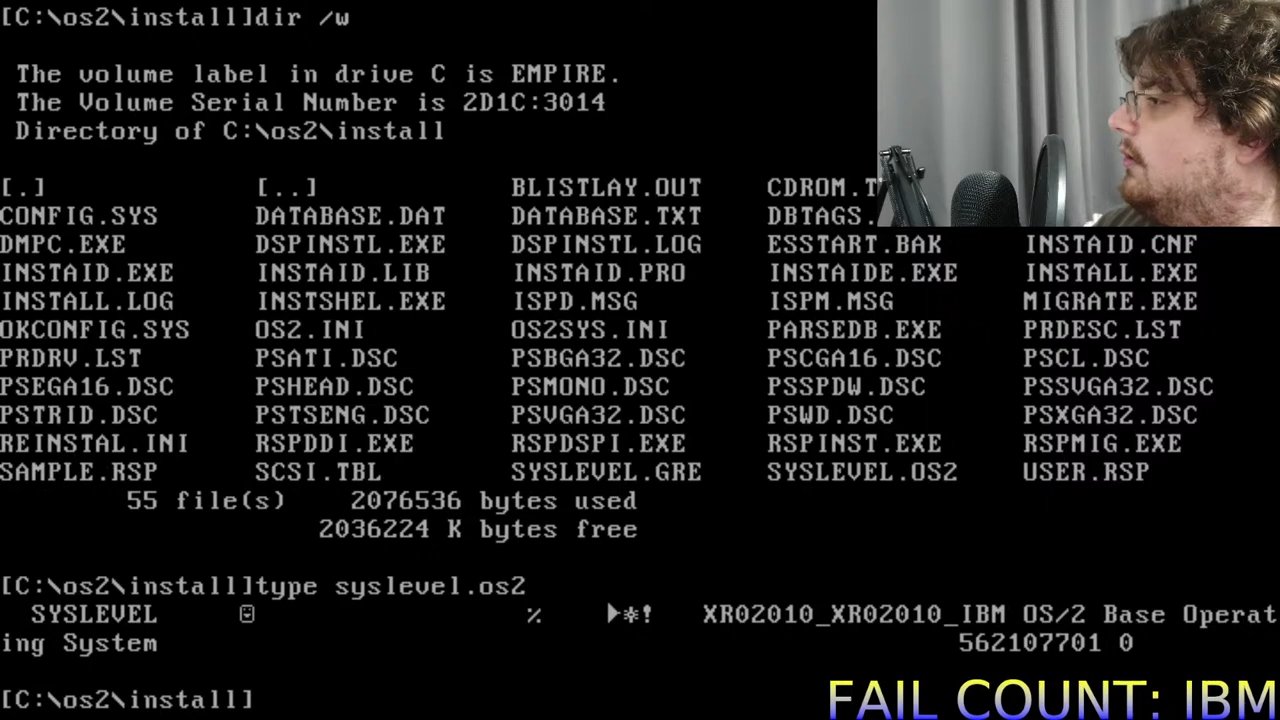 [C:\os2\install]dir /w
The volume label in drive C is EMPIRE.
The Volume Serial Number is 2D1C:3014
Directory of C:\os2\install
[.] [..] BLISTLAY.OUT
CONFIG.SYS DATABASE.DAT DATABASE.TXT
DMPC.EXE DSPINSTL.EXE DSPINSTL.LOG ESSTART.BAK INSTAID.CNF
INSTAID.EXE INSTAID.LIB INSTAID.PRO INSTAIDE.EXE INSTALL.EXE
INSTALL.LOG INSTSHEL.EXE ISPD.MSG ISPM.MSG MIGRATE.EXE
OKCONFIG.SYS OS2.INI OS2SYS.INI PARSEDB.EXE PRDESC.LST
PRDRV.LST PSATI.DSC PSBGA32.DSC PSCGA16.DSC PSCL.DSC
PSEGA16.DSC PSHEAD.DSC PSMONO.DSC PSSPDW.DSC PSSVGA32.DSC
PSTRID.DSC PSTSENG.DSC PSVGA32.DSC PSWD.DSC PSXGA32.DSC
REINSTAL.INI RSPDDI.EXE RSPDSPI.EXE RSPINST.EXE RSPMIG.EXE
SAMPLE.RSP SCSI.TBL SYSLEVEL.GRE SYSLEVEL.OS2 USER.RSP
55 file(s) 2076536 bytes used
2036224 K bytes free
[C:\os2\install]type syslevel.os2
SYSLEVEL ☺ % ►*! XR02010_XR02010_IBM OS/2 Base Operat
ing System 562107701 0
[C:\os2\install]
FAIL COUNT: IBM